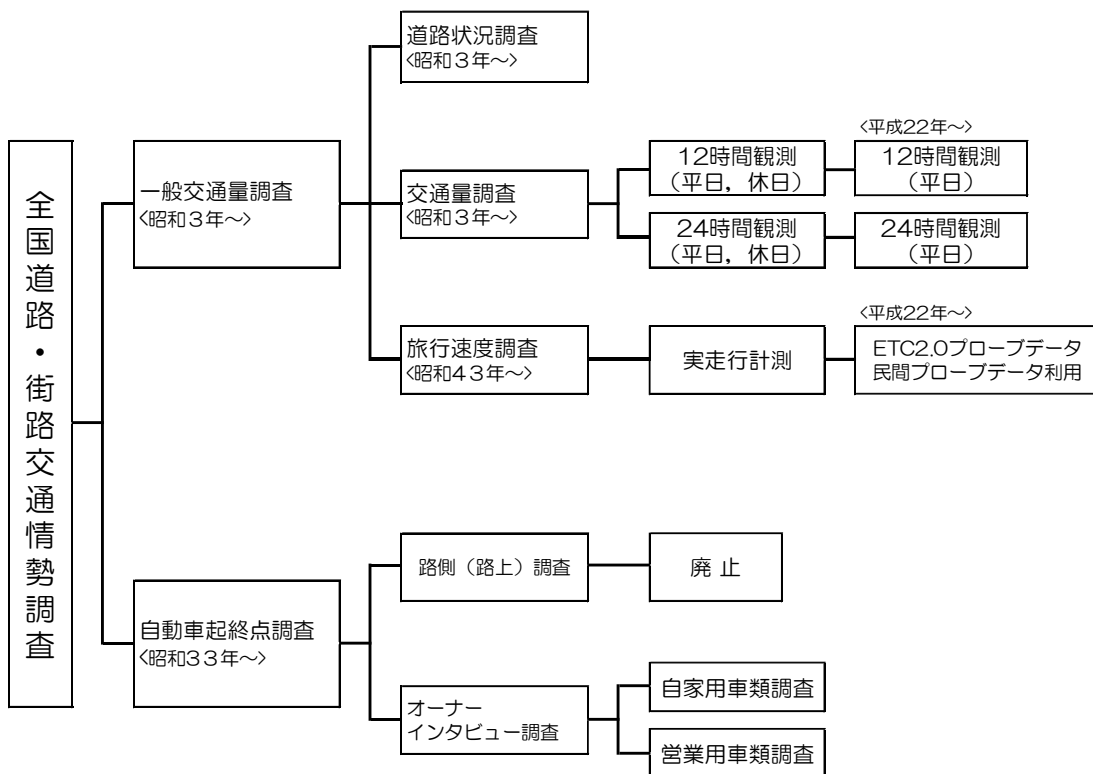 全国道路・街路交通情勢調査
一般交通量調査
<昭和3年～>
道路状況調査
<昭和3年～>
交通量調査
<昭和3年～>
12時間観測
(平日，休日)
<平成22年～>
12時間観測
(平日)
24時間観測
(平日，休日)
24時間観測
(平日)
旅行速度調査
<昭和43年～>
実走行計測
<平成22年～>
ETC2.0プローブデータ
民間プローブデータ利用
自動車起終点調査
<昭和33年～>
路側（路上）調査
廃止
オーナー
インタビュー調査
自家用車類調査
営業用車類調査